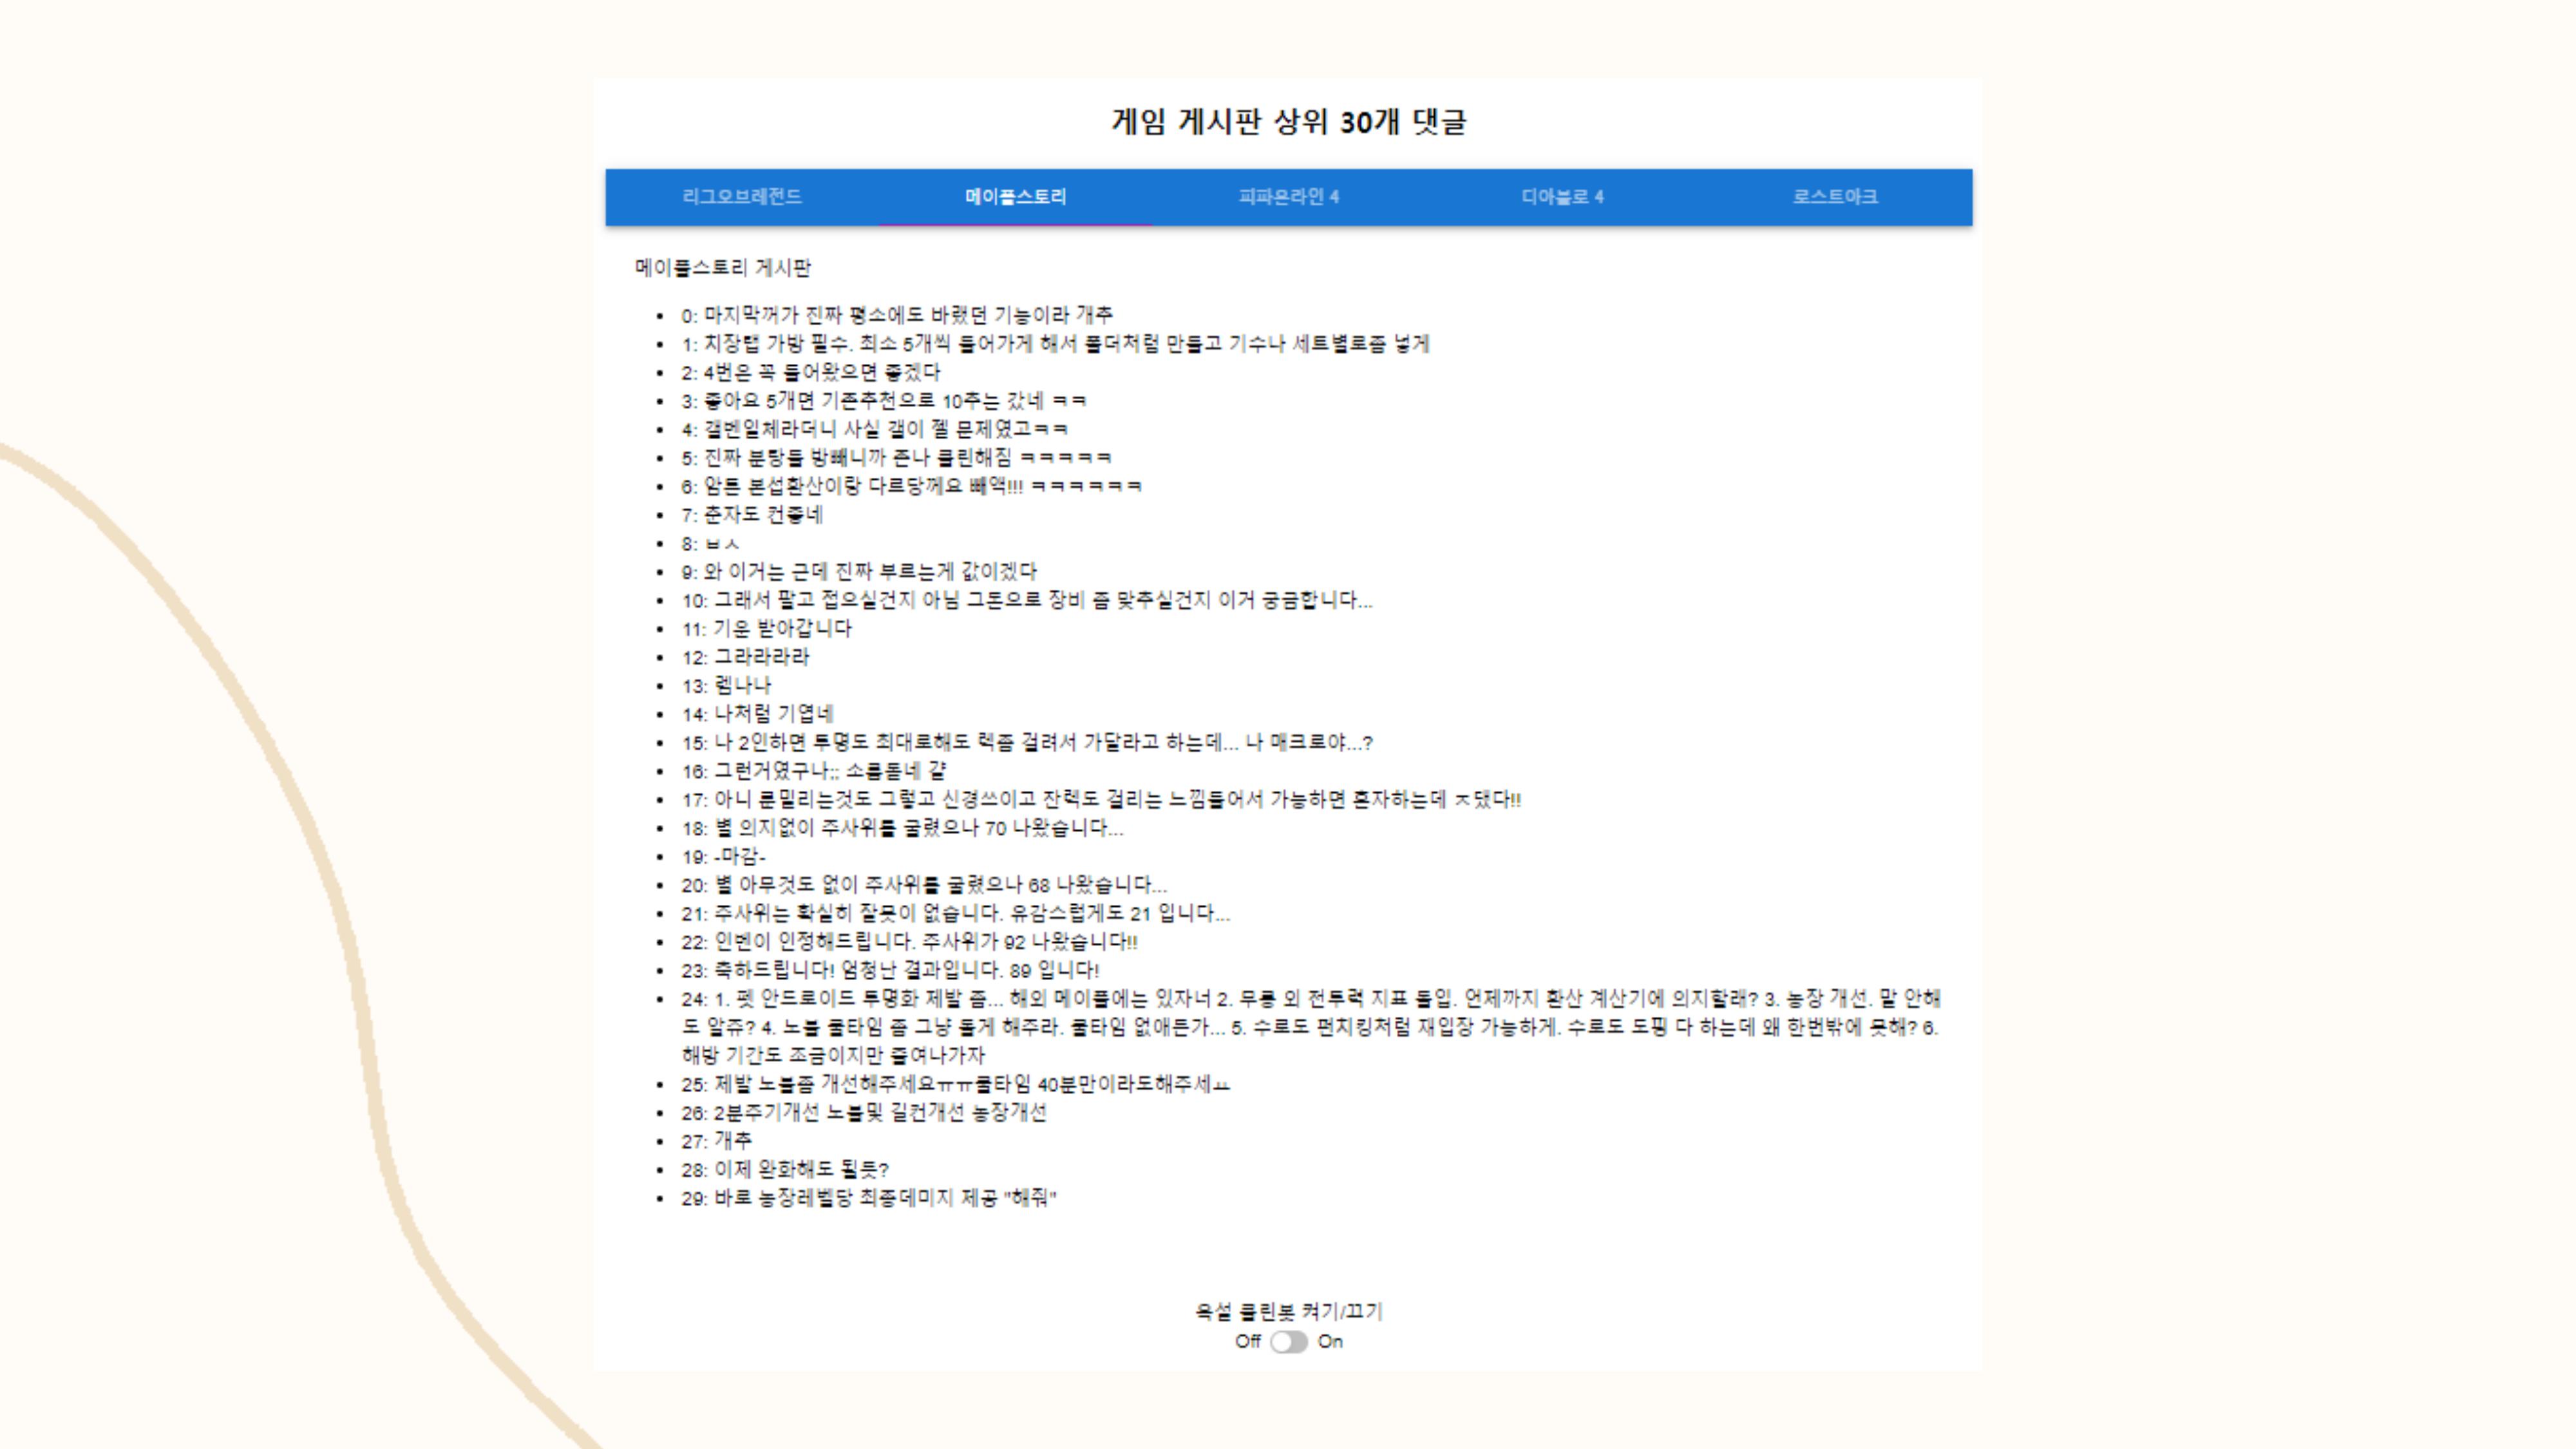 게임 게시판 상위 30개 댓글
리그오브레전드 메이플스토리 피파온라인 4 디아블로 4 로스트아크
메이플스토리 게시판
0: 마지막꺼가 진짜 평소에도 바랬던 기능이라 개추
1: 치장탭 가방 필수. 최소 5개씩 들어가게 해서 폴더처럼 만들고 기수나 세트별로좀 넣게
2: 4번은 꼭 들어왔으면 좋겠다
3: 좋아요 5개면 기존추천으로 10추는 갔네 ㅋㅋ
4: 갤벤일체라더니 사실 갤이 젤 문제였고ㅋㅋ
5: 진짜 분탕들 방빼니까 존나 클린해짐 ㅋㅋㅋㅋㅋ
6: 암튼 본섭환산이랑 다르당께요 빼액!!! ㅋㅋㅋㅋㅋㅋ
7: 춘자도 컨좋네
8: ㅂㅅ
9: 와 이거는 근데 진짜 부르는게 값이겠다
10: 그래서 팔고 접으실건지 아님 그돈으로 장비 좀 맞추실건지 이거 궁금합니다...
11: 기운 받아갑니다
12: 그라라라라
13: 렘나나
14: 나처럼 기엽네
15: 나 2인하면 투명도 최대로해도 렉좀 걸려서 가달라고 하는데... 나 매크로야...?
16: 그런거였구나;; 소름돋네 걀
17: 아니 룬밀리는것도 그렇고 신경쓰이고 잔렉도 걸리는 느낌들어서 가능하면 혼자하는데 ㅈ댔다!!
18: 별 의지없이 주사위를 굴렸으나 70 나왔습니다...
19: -마감-
20: 별 아무것도 없이 주사위를 굴렸으나 68 나왔습니다...
21: 주사위는 확실히 잘못이 없습니다. 유감스럽게도 21 입니다...
22: 인벤이 인정해드립니다. 주사위가 92 나왔습니다!!
23: 축하드립니다! 엄청난 결과입니다. 89 입니다!
24: 1. 펫 안드로이드 투명화 제발 좀... 해외 메이플에는 있자너 2. 무릉 외 전투력 지표 돌입. 언제까지 환산 계산기에 의지할래? 3. 농장 개선. 말 안해
도 알쥬? 4. 노블 쿨타임 좀 그냥 돌게 해주라. 쿨타임 없애든가... 5. 수로도 펀치킹처럼 재입장 가능하게. 수로도 도핑 다 하는데 왜 한번밖에 못해? 6.
해방 기간도 조금이지만 줄여나가자
25: 제발 노블좀 개선해주세요ㅠㅠ쿨타임 40분만이라도해주세ㅛ
26: 2분주기개선 노블및 길컨개선 농장개선
27: 개추
28: 이제 완화해도 될듯?
29: 바로 농장레벨당 최종데미지 제공 "해줘"
욕설 클린봇 켜기/끄기
Off On